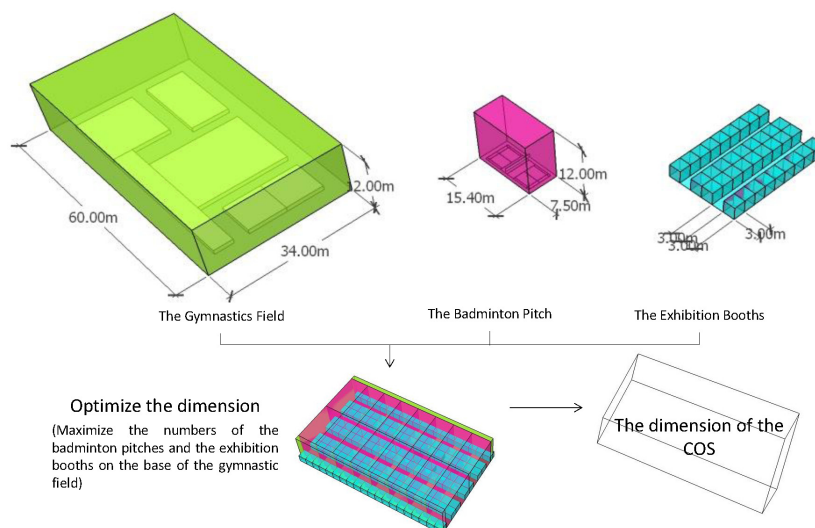 12.00m
60.00m
34.00m
12.00m
15.40m
7.50m
3.00m
3.00m
3.00m
The Gymnastics Field
The Badminton Pitch
The Exhibition Booths
Optimize the dimension
(Maximize the numbers of the
badminton pitches and the exhibition
booths on the base of the gymnastic
field)
The dimension of the
COS